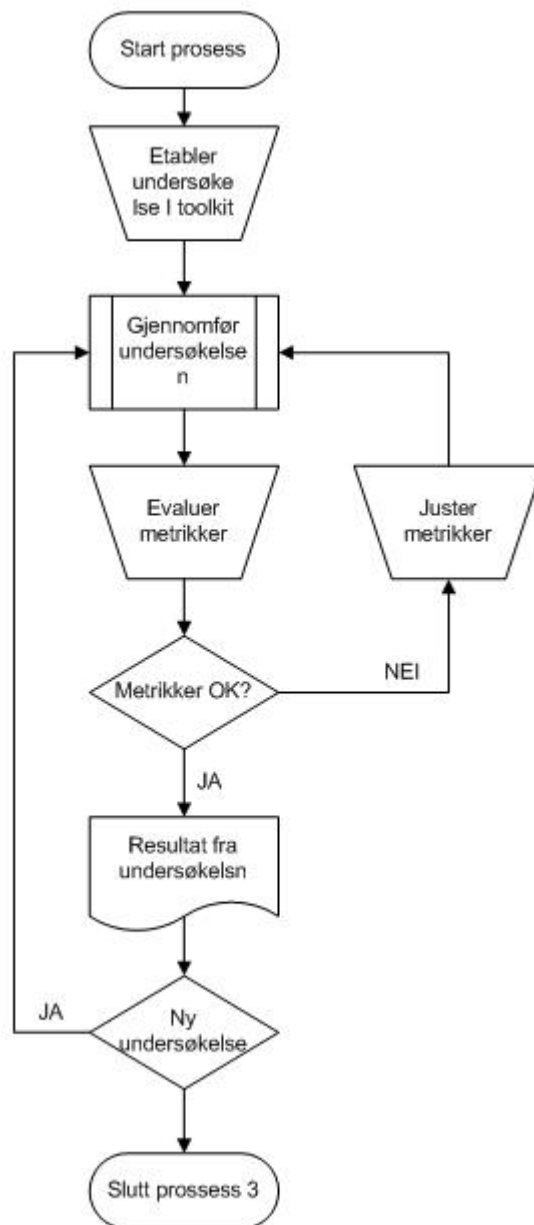 Start prosess
Etabler
undersøke
lse I toolkit
Gjennomfør
undersøkelse
n
Evaluer
metrikker
Juster
metrikker
Metrikker OK?
NEI
JA
Resultat fra
undersøkelsn
JA
Ny
undersøkelse
Slutt prossess 3